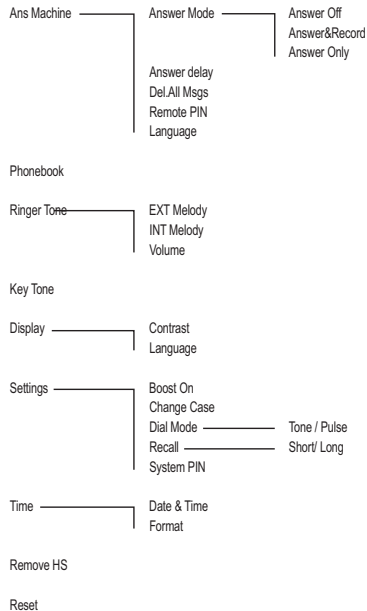 Ans Machine Answer Mode Answer Off
Answer&Record
Answer Only
Answer delay
Del.All Msgs
Remote PIN
Language
Phonebook
Ringer Tone EXT Melody
INT Melody
Volume
Key Tone
Display Contrast
Language
Settings Boost On
Change Case
Dial Mode Tone / Pulse
Recall Short/ Long
System PIN
Time Date & Time
Format
Remove HS
Reset